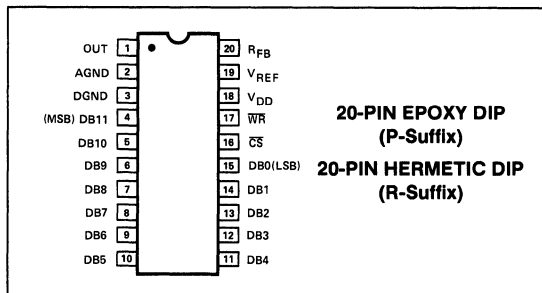 OUT 1 20 RFB
AGND 2 19 VREF
DGND 3 18 VDD
(MSB) DB11 4 17 WR
DB10 5 16 CS
DB9 6 15 DB0(LSB)
DB8 7 14 DB1
DB7 8 13 DB2
DB6 9 12 DB3
DB5 10 11 DB4
20-PIN EPOXY DIP
(P-Suffix)
20-PIN HERMETIC DIP
(R-Suffix)